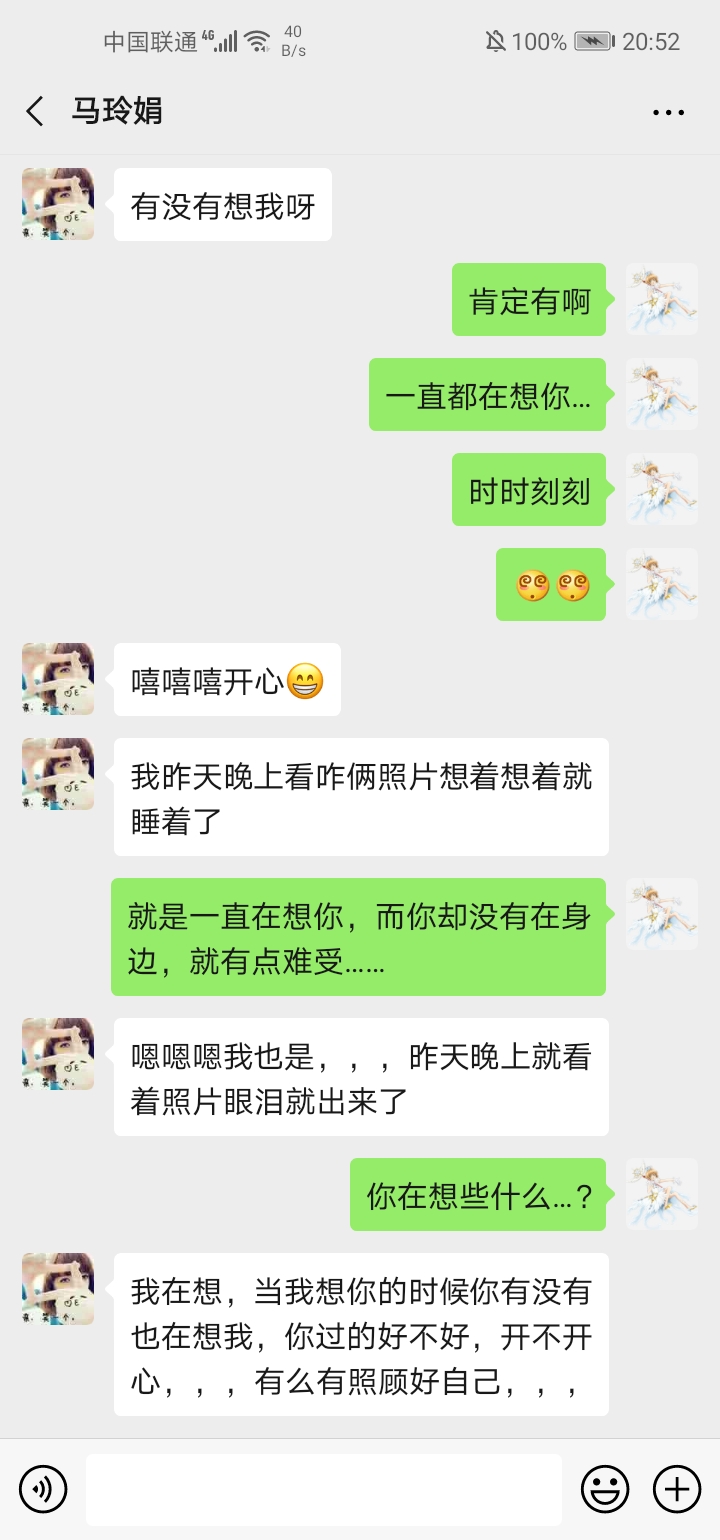 中国联通 4G 40 B/s 100% 20:52
马玲娟
有没有想我呀
肯定有啊
一直都在想你...
时时刻刻
嘻嘻嘻开心
我昨天晚上看咋俩照片想着想着就
睡着了
就是一直在想你，而你却没有在身
边，就有点难受......
嗯嗯嗯我也是，，，昨天晚上就看
着照片眼泪就出来了
你在想些什么...?
我在想，当我想你的时候你有没有
也在想我，你过的好不好，开不开
心，，，有么有照顾好自己，，，